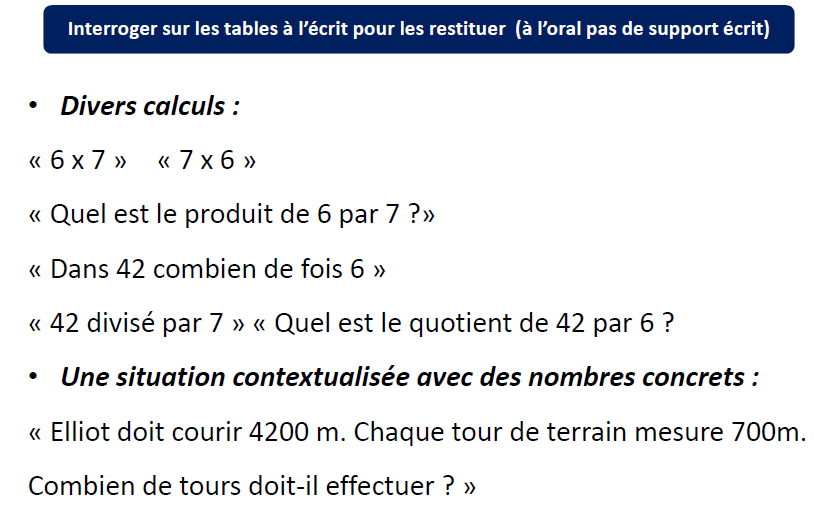 Interroger sur les tables à l’écrit pour les restituer (à l’oral pas de support écrit)
• Divers calculs :
« 6 x 7 » « 7 x 6 »
« Quel est le produit de 6 par 7 ?»
« Dans 42 combien de fois 6 »
« 42 divisé par 7 » « Quel est le quotient de 42 par 6 ?
• Une situation contextualisée avec des nombres concrets :
« Elliot doit courir 4200 m. Chaque tour de terrain mesure 700m.
Combien de tours doit-il effectuer ? »